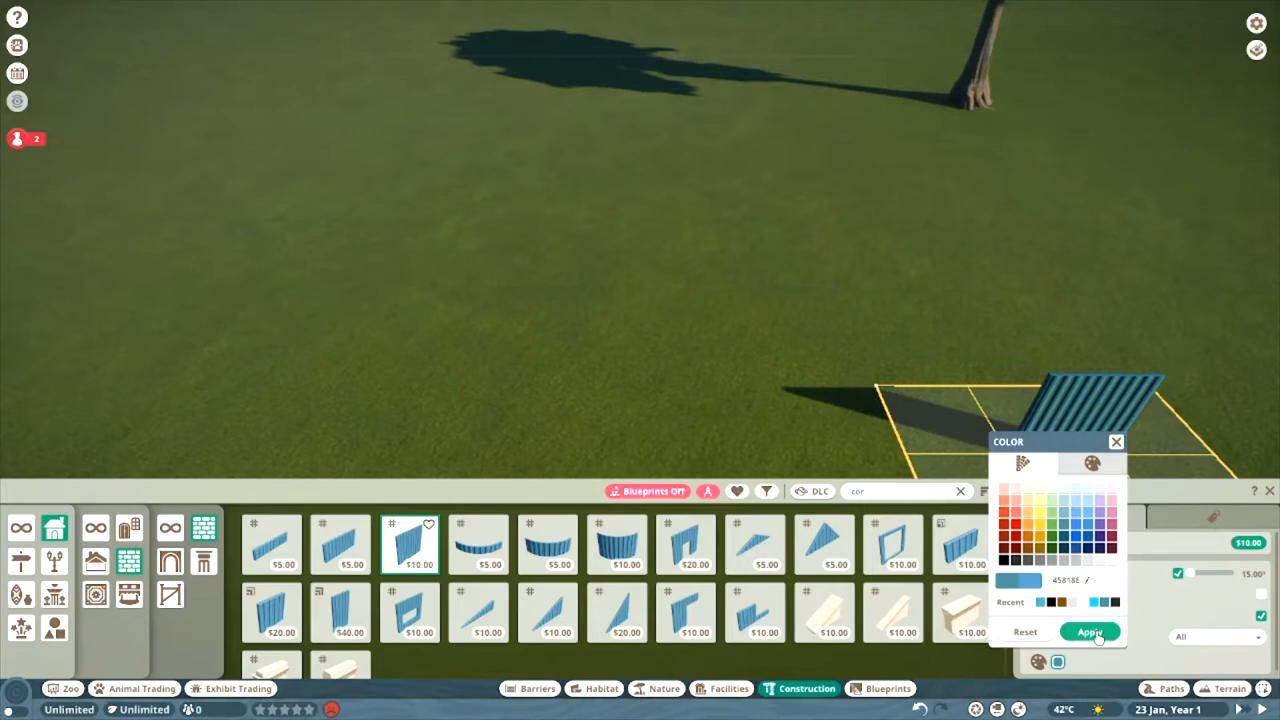 ?
2
Blueprints Off
DLC
cor
? ×
COLOR
45818E /
Recent
Reset Apply
$10.00
15.00°
All
$5.00 $5.00 $10.00 $5.00 $5.00 $10.00 $20.00 $5.00 $5.00 $10.00 $10.00
$20.00 $40.00 $10.00 $10.00 $10.00 $20.00 $10.00 $10.00 $10.00 $10.00 $10.00
Zoo Animal Trading Exhibit Trading Barriers Habitat Nature Facilities Construction Blueprints Paths Terrain
Unlimited Unlimited 0 42°C 23 Jan, Year 1